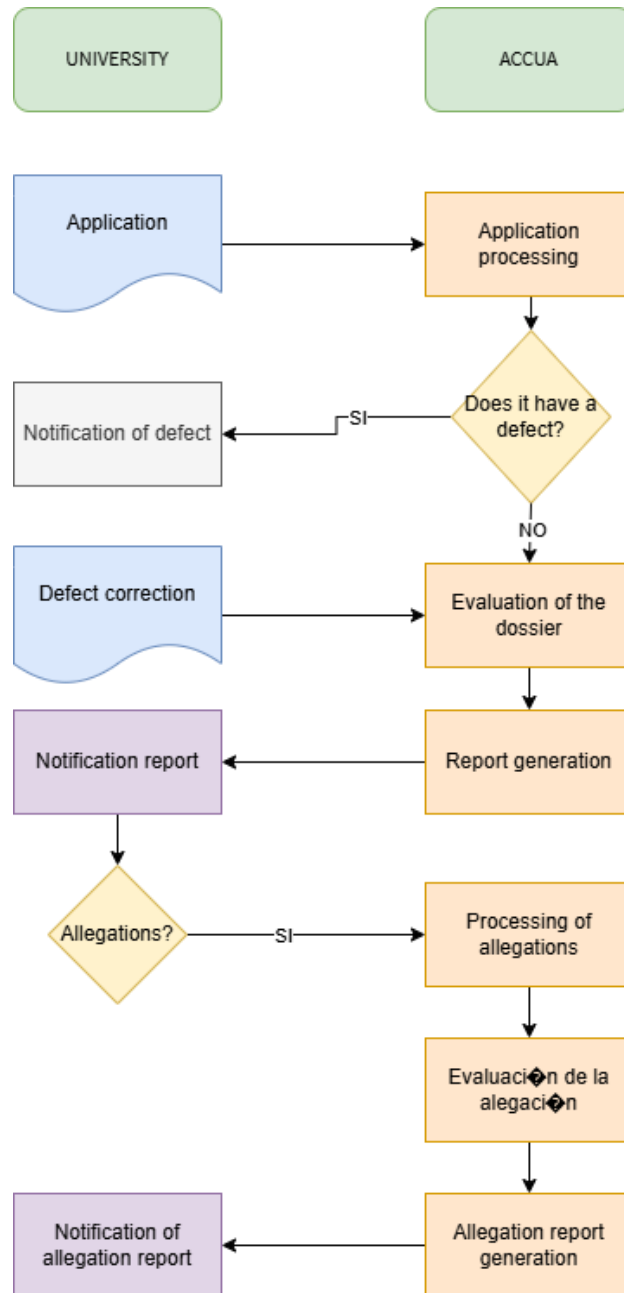 UNIVERSITY
ACCUA
Application
Application
processing
Does it have a
defect?
SI
Notification of defect
NO
Defect correction
Evaluation of the
dossier
Notification report
Report generation
Allegations?
SI
Processing of
allegations
Evaluaci�n de la
alegaci�n
Notification of
allegation report
Allegation report
generation